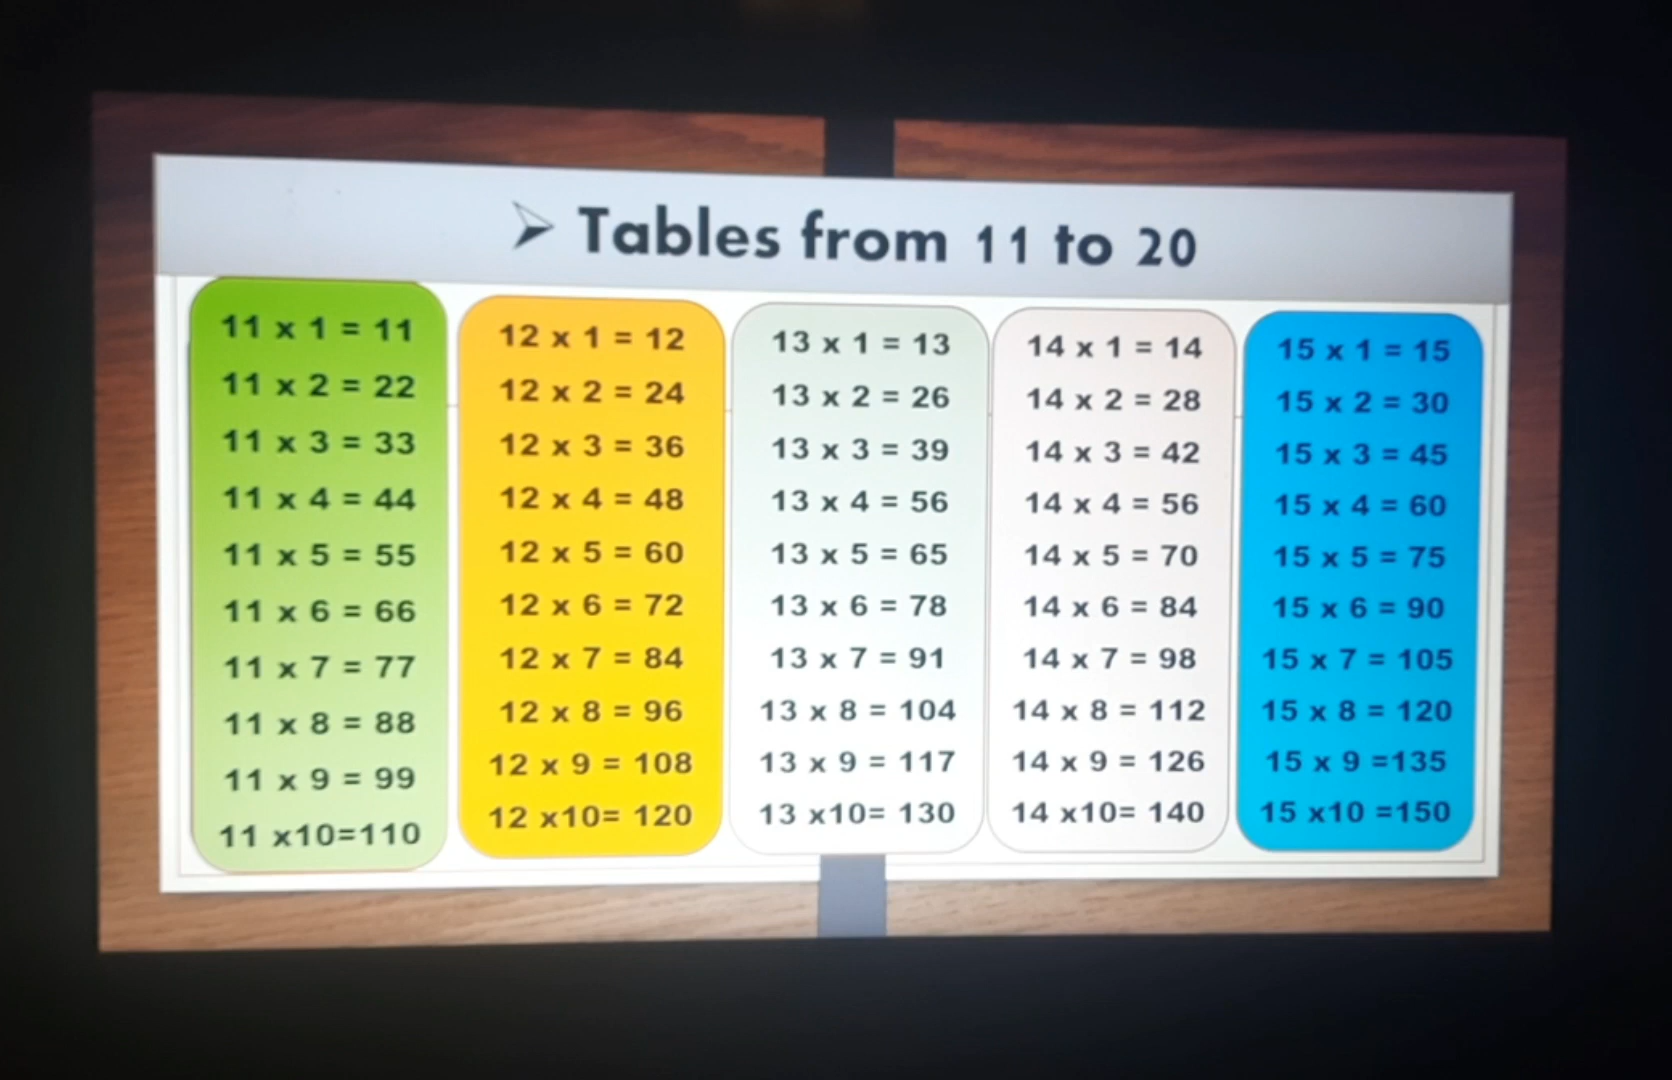 ➢ Tables from 11 to 20
11 x 1 = 11
11 x 2 = 22
11 x 3 = 33
11 x 4 = 44
11 x 5 = 55
11 x 6 = 66
11 x 7 = 77
11 x 8 = 88
11 x 9 = 99
11 x10=110
12 x 1 = 12
12 x 2 = 24
12 x 3 = 36
12 x 4 = 48
12 x 5 = 60
12 x 6 = 72
12 x 7 = 84
12 x 8 = 96
12 x 9 = 108
12 x10= 120
13 x 1 = 13
13 x 2 = 26
13 x 3 = 39
13 x 4 = 56
13 x 5 = 65
13 x 6 = 78
13 x 7 = 91
13 x 8 = 104
13 x 9 = 117
13 x10= 130
14 x 1 = 14
14 x 2 = 28
14 x 3 = 42
14 x 4 = 56
14 x 5 = 70
14 x 6 = 84
14 x 7 = 98
14 x 8 = 112
14 x 9 = 126
14 x10= 140
15 x 1 = 15
15 x 2 = 30
15 x 3 = 45
15 x 4 = 60
15 x 5 = 75
15 x 6 = 90
15 x 7 = 105
15 x 8 = 120
15 x 9 =135
15 x10 =150